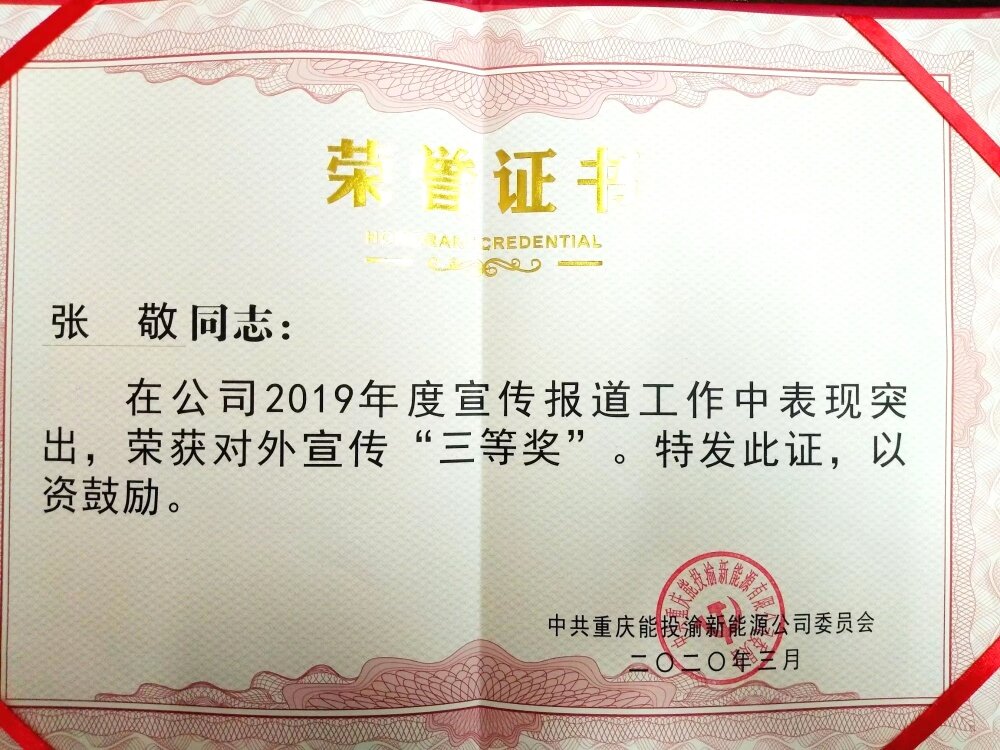 荣誉证书
CREDENTIAL
张 敬同志：
在公司2019年度宣传报道工作中表现突
出，荣获对外宣传“三等奖”。特发此证，以
资鼓励。
中共重庆能投渝新能源公司委员会
二〇二〇年三月